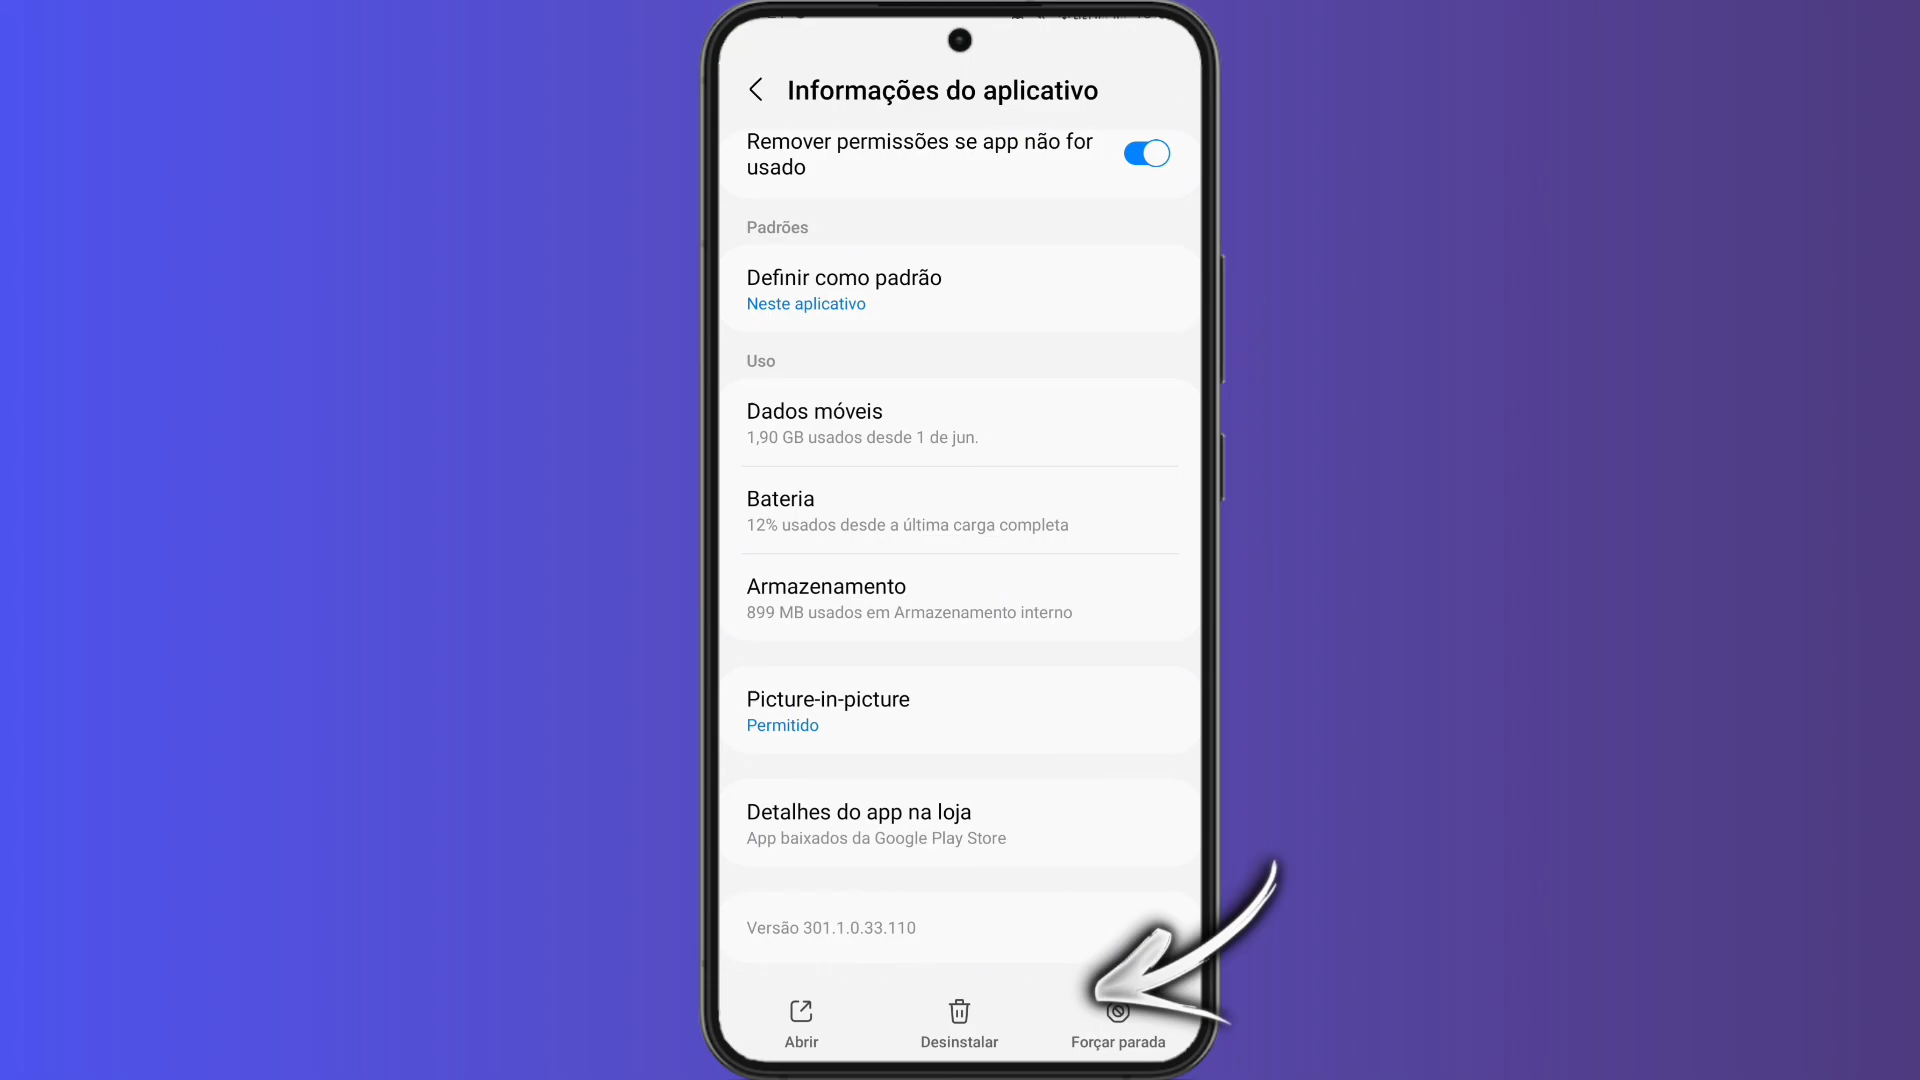 Informações do aplicativo
Remover permissões se app não for
usado
Padrões
Definir como padrão
Neste aplicativo
Uso
Dados móveis
1,90 GB usados desde 1 de jun.
Bateria
12% usados desde a última carga completa
Armazenamento
899 MB usados em Armazenamento interno
Picture-in-picture
Permitido
Detalhes do app na loja
App baixados da Google Play Store
Versão 301.1.0.33.110
Abrir
Desinstalar
Forçar parada